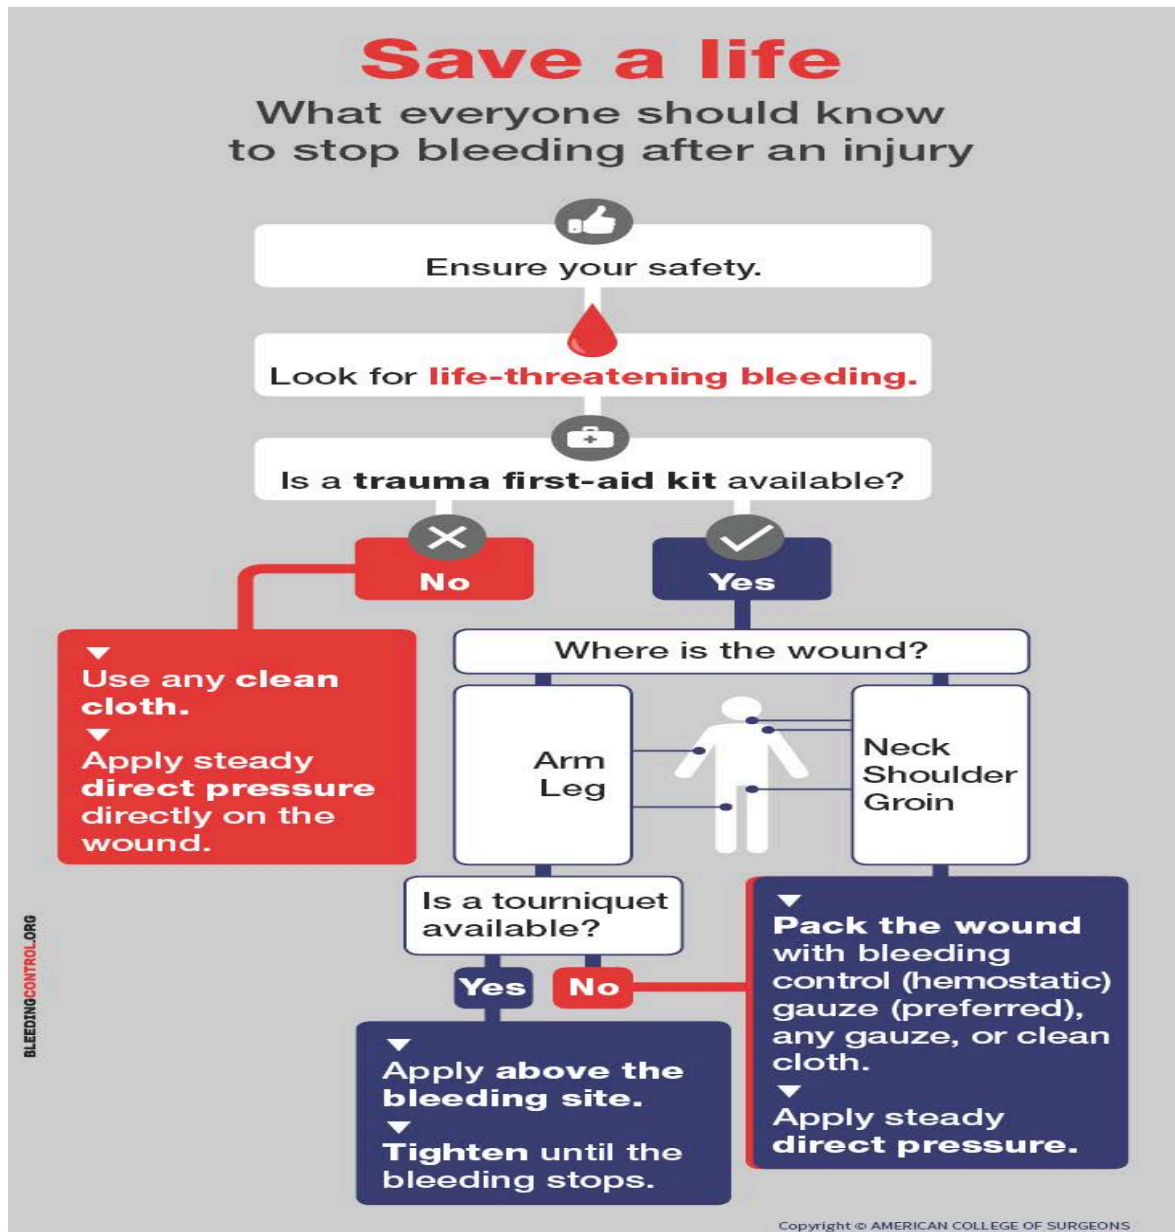 Save a life
What everyone should know
to stop bleeding after an injury
Ensure your safety.
Look for life-threatening bleeding.
Is a trauma first-aid kit available?
No
Yes
Use any clean
cloth.
Apply steady
direct pressure
directly on the
wound.
Where is the wound?
Arm
Leg
Neck
Shoulder
Groin
Is a tourniquet
available?
Yes
No
Apply above the
bleeding site.
Tighten until the
bleeding stops.
Pack the wound
with bleeding
control (hemostatic)
gauze (preferred),
any gauze, or clean
cloth.
Apply steady
direct pressure.
BLEEDINGCONTROL.ORG
Copyright © AMERICAN COLLEGE OF SURGEONS